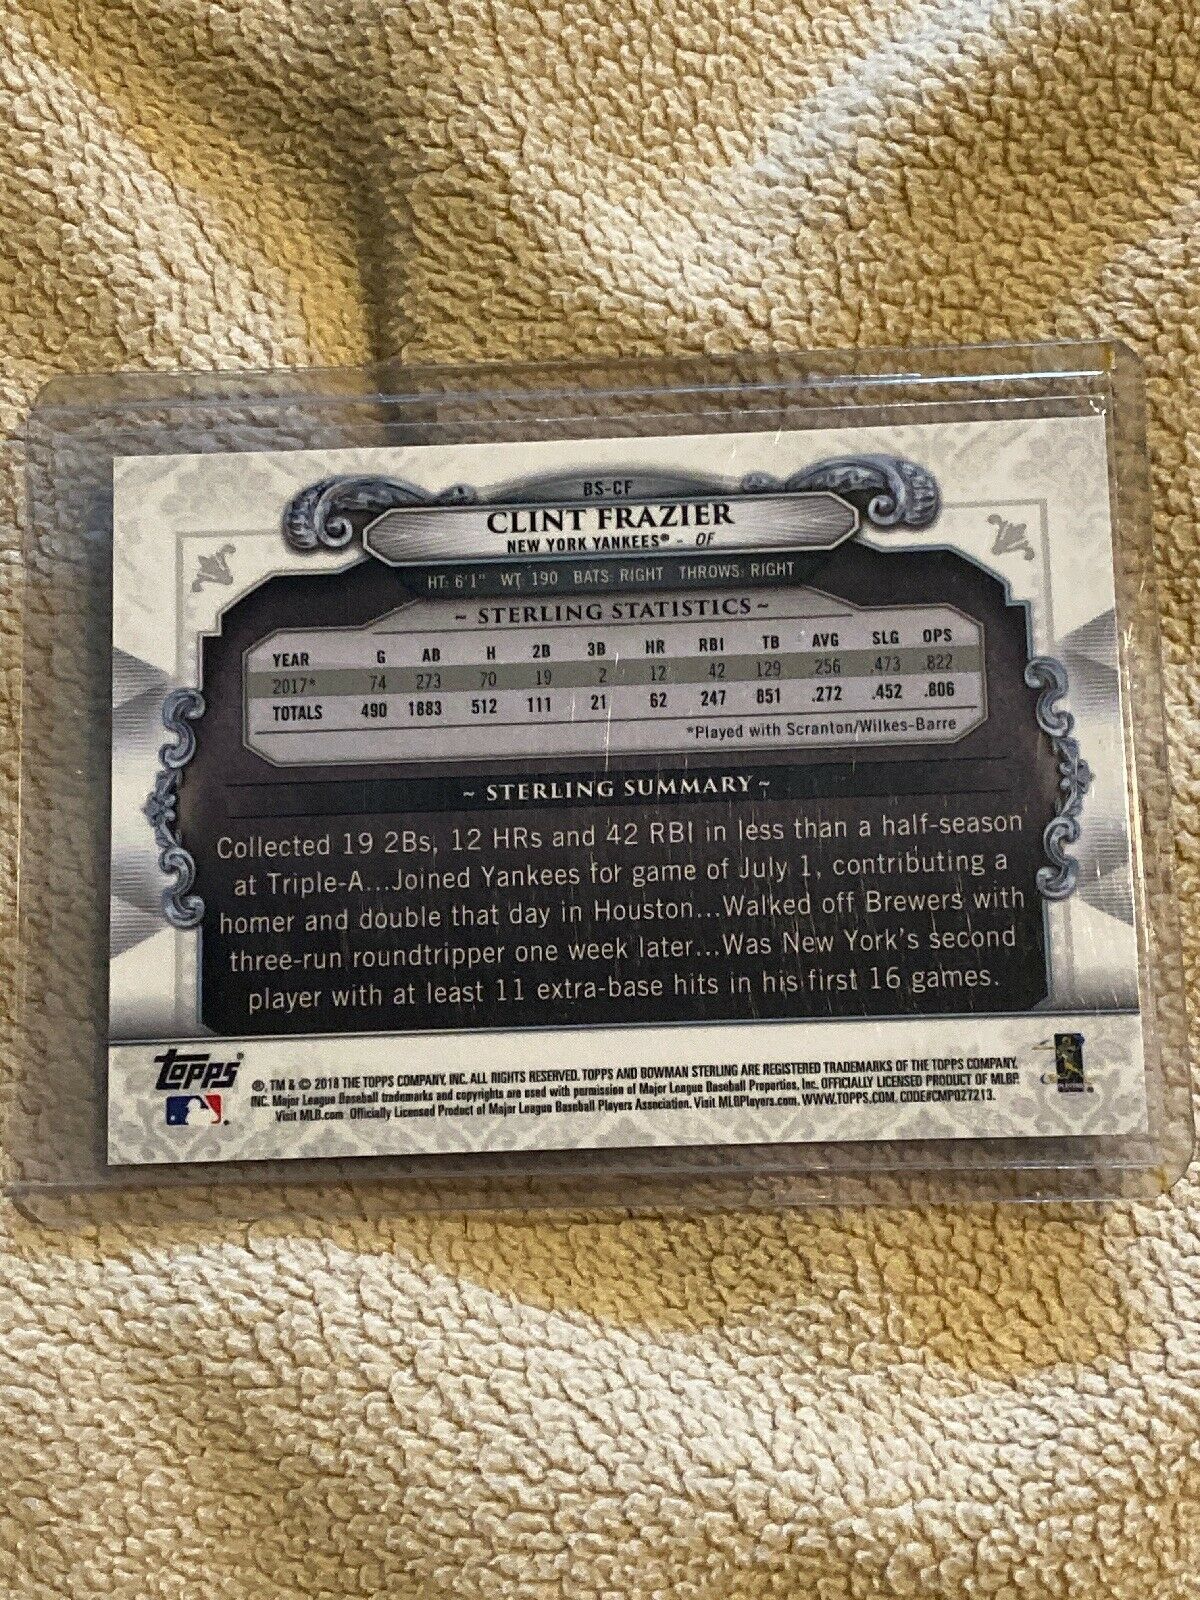 BS-CF
CLINT FRAZIER
NEW YORK YANKEES® - OF
HT: 6'1" WT: 190 BATS: RIGHT THROWS: RIGHT
~ STERLING STATISTICS ~
YEAR G AB H 2B 3B HR RBI TB AVG SLG OPS
2017* 74 273 70 19 2 12 42 129 .256 .473 .822
TOTALS 490 1883 512 111 21 62 247 851 .272 .452 .806
*Played with Scranton/Wilkes-Barre
~ STERLING SUMMARY ~
Collected 19 2Bs, 12 HRs and 42 RBI in less than a half-season
at Triple-A...Joined Yankees for game of July 1, contributing a
homer and double that day in Houston...Walked off Brewers with
three-run roundtripper one week later...Was New York's second
player with at least 11 extra-base hits in his first 16 games.
Topps®
®, TM & © 2018 THE TOPPS COMPANY, INC. ALL RIGHTS RESERVED. TOPPS AND BOWMAN STERLING ARE REGISTERED TRADEMARKS OF THE TOPPS COMPANY,
INC. Major League Baseball trademarks and copyrights are used with permission of Major League Baseball Properties, Inc. OFFICIALLY LICENSED PRODUCT OF MLBP.
Visit MLB.com. Officially Licensed Product of Major League Baseball Players Association. Visit MLBPlayers.com. WWW.TOPPS.COM. CODE#CMP027213.